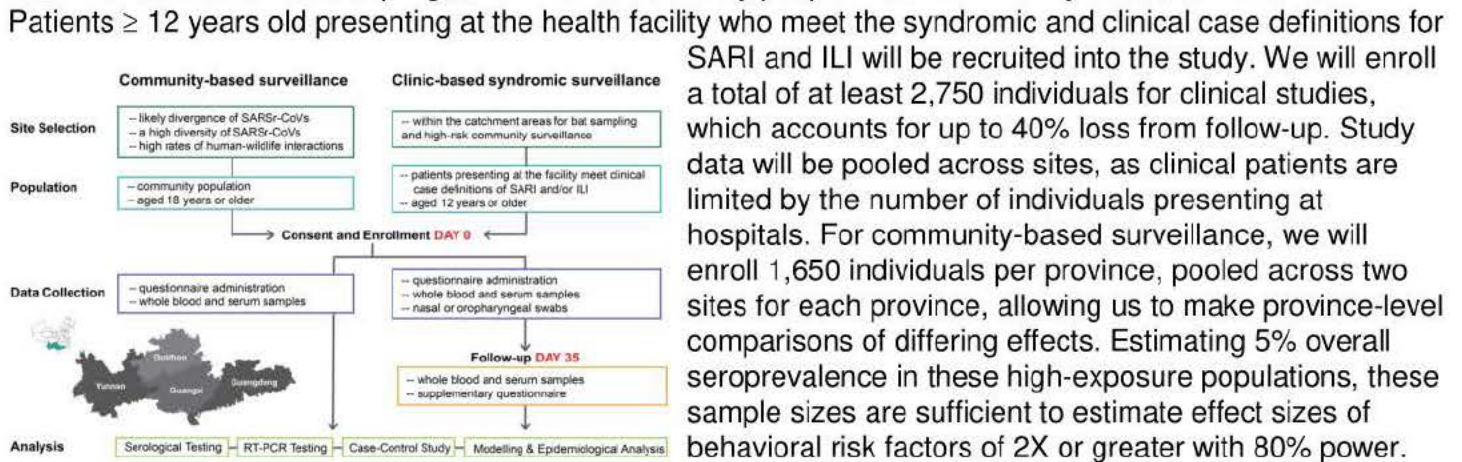 Patients ≥ 12 years old presenting at the health facility who meet the syndromic and clinical case definitions for
SARI and ILI will be recruited into the study. We will enroll
a total of at least 2,750 individuals for clinical studies,
which accounts for up to 40% loss from follow-up. Study
data will be pooled across sites, as clinical patients are
limited by the number of individuals presenting at
hospitals. For community-based surveillance, we will
enroll 1,650 individuals per province, pooled across two
sites for each province, allowing us to make province-level
comparisons of differing effects. Estimating 5% overall
seroprevalence in these high-exposure populations, these
sample sizes are sufficient to estimate effect sizes of
behavioral risk factors of 2X or greater with 80% power.
Community-based surveillance
Clinic-based syndromic surveillance
Site Selection
-- likely divergence of SARSr-CoVs
-- a high diversity of SARSr-CoVs
-- high rates of human-wildlife interactions
-- within the catchment areas for bat sampling
and high-risk community surveillance
Population
-- community population
-- aged 18 years or older
-- patients presenting at the facility meet clinical
case definitions of SARI and/or ILI
-- aged 12 years or older
Consent and Enrollment DAY 0
Data Collection
-- questionnaire administration
-- whole blood and serum samples
-- questionnaire administration
-- whole blood and serum samples
-- nasal or oropharyngeal swabs
Follow-up DAY 35
-- whole blood and serum samples
-- supplementary questionnaire
Yunnan
Guizhou
Guangxi
Guangdong
Analysis
Serological Testing
RT-PCR Testing
Case-Control Study
Modelling & Epidemiological Analysis